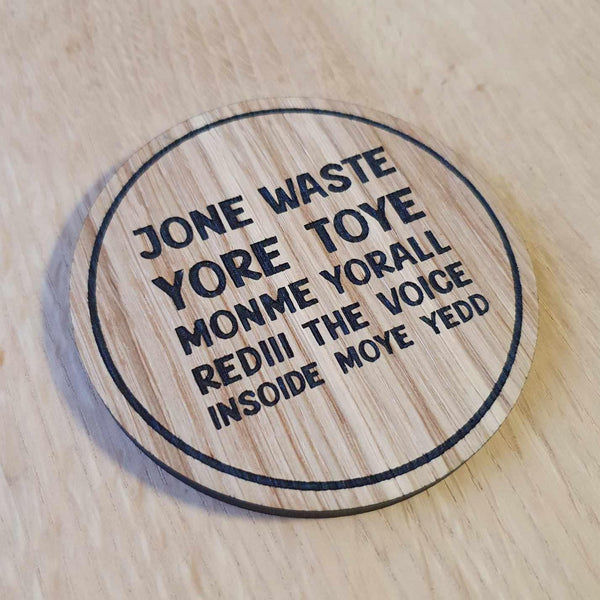 JONE WASTE
YORE TOYE
MONME YORALL
REDIII THE VOICE
INSOIDE MOYE YEDD